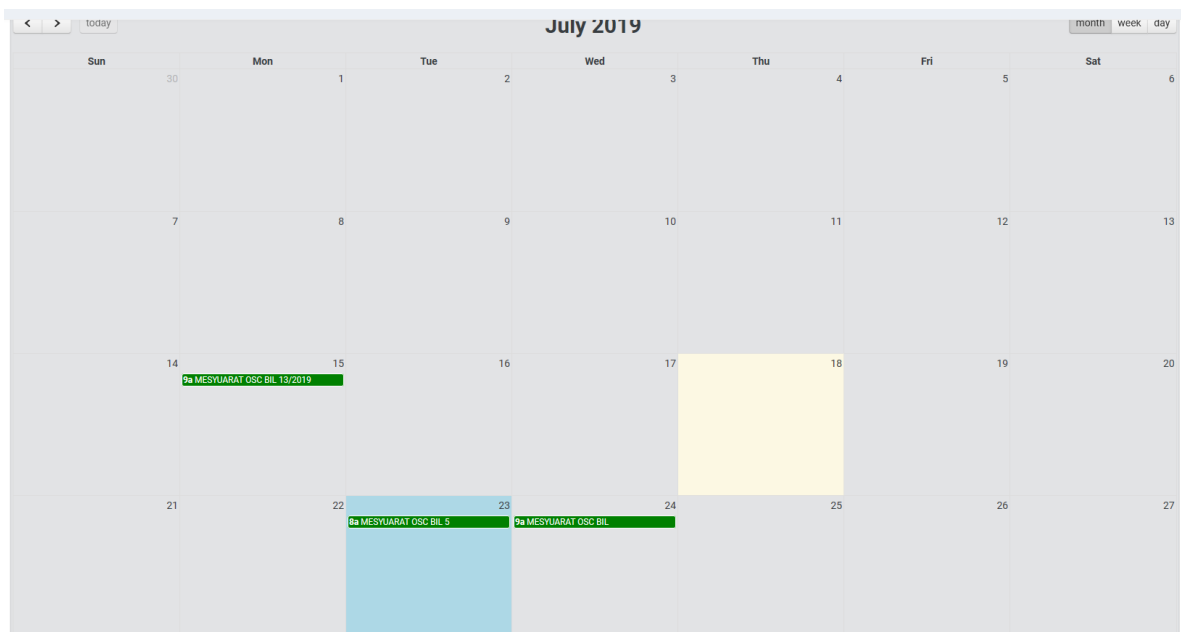 today July 2019 month week day
Sun Mon Tue Wed Thu Fri Sat
30 1 2 3 4 5 6
7 8 9 10 11 12 13
14 15 16 17 18 19 20
9a MESYUARAT OSC BIL 13/2019
21 22 23 24 25 26 27
8a MESYUARAT OSC BIL 5 9a MESYUARAT OSC BIL